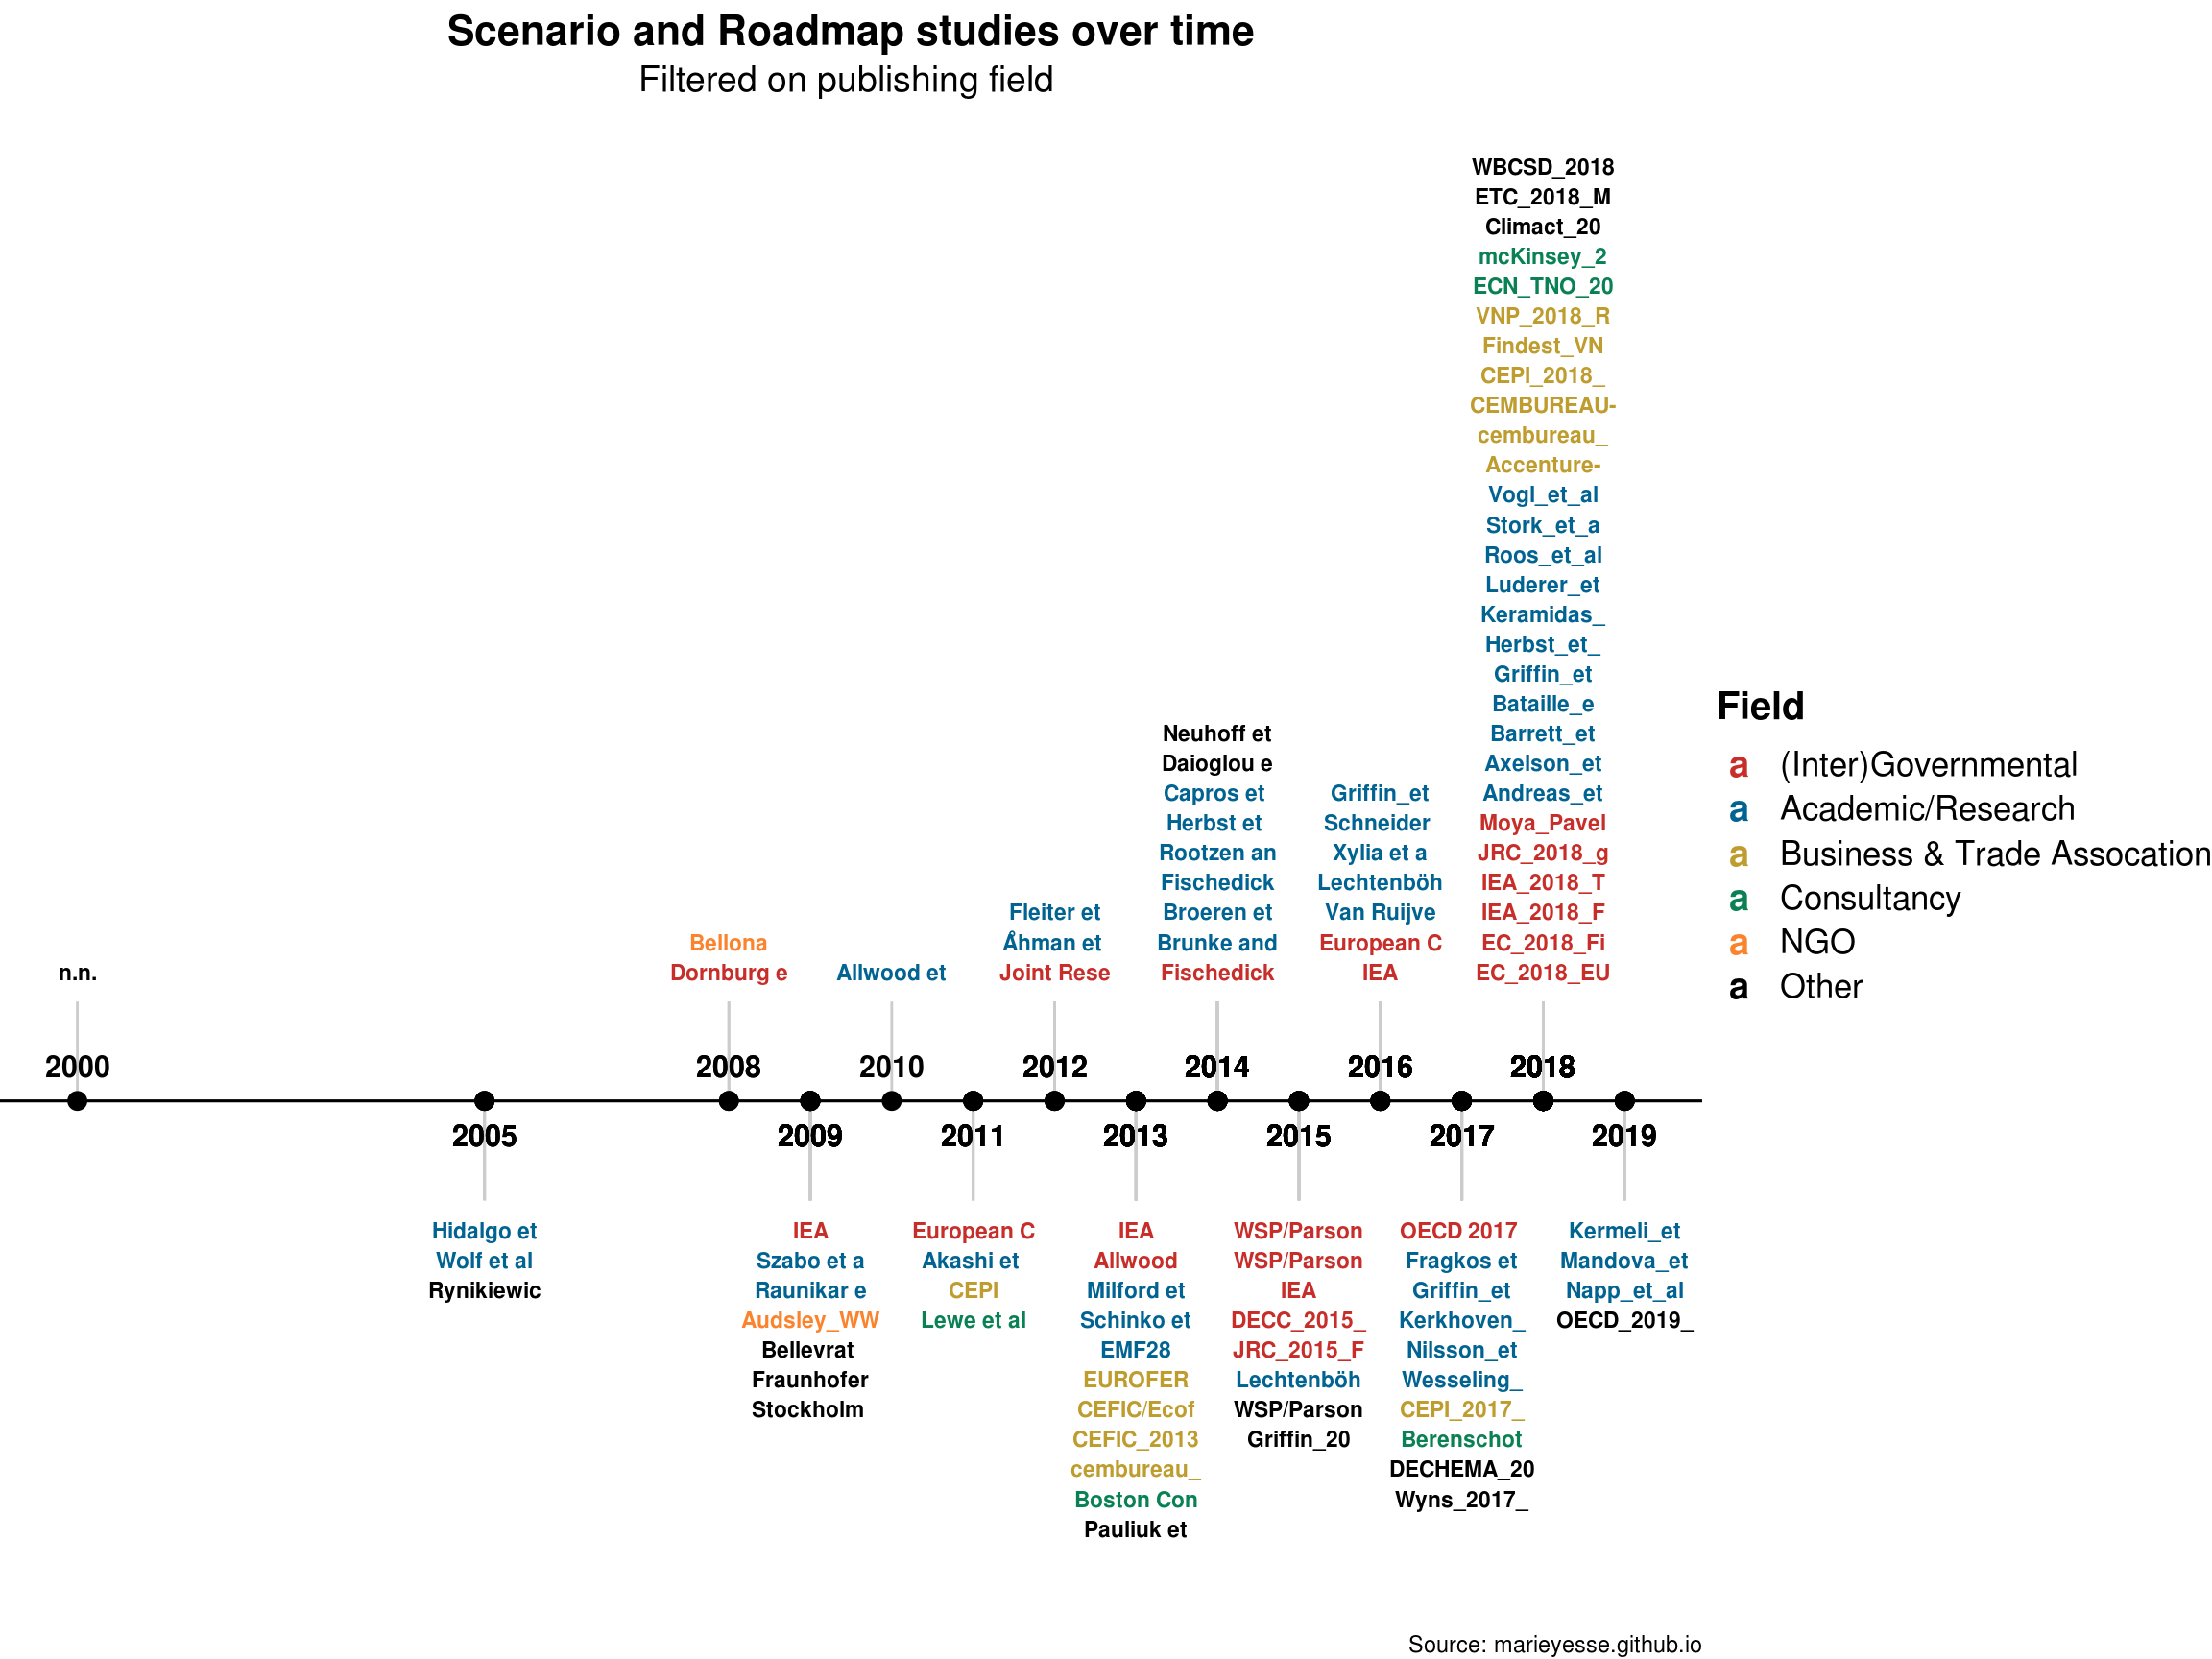 Scenario and Roadmap studies over time
Filtered on publishing field
WBCSD_2018
ETC_2018_M
Climact_20
mcKinsey_2
ECN_TNO_20
VNP_2018_R
Findest_VN
CEPI_2018_
CEMBUREAU-
cembureau_
Accenture-
Vogl_et_al
Stork_et_a
Roos_et_al
Luderer_et
Keramidas_
Herbst_et_
Griffin_et
Bataille_e
Barrett_et
Axelson_et
Andreas_et
Moya_Pavel
JRC_2018_g
IEA_2018_T
IEA_2018_F
EC_2018_Fi
EC_2018_EU
Neuhoff et
Daioglou e
Capros et
Herbst et
Rootzen an
Fischedick
Broeren et
Brunke and
Fischedick
Griffin_et
Schneider
Xylia et a
Lechtenböh
Van Ruijve
European C
IEA
Fleiter et
Åhman et
Joint Rese
Allwood et
Bellona
Dornburg e
n.n.
2000
2008
2010
2012
2014
2016
2018
2005
2009
2011
2013
2015
2017
2019
Hidalgo et
Wolf et al
Rynikiewic
IEA
Szabo et a
Raunikar e
Audsley_WW
Bellevrat
Fraunhofer
Stockholm
European C
Akashi et
CEPI
Lewe et al
IEA
Allwood
Milford et
Schinko et
EMF28
EUROFER
CEFIC/Ecof
CEFIC_2013
cembureau_
Boston Con
Pauliuk et
WSP/Parson
WSP/Parson
IEA
DECC_2015_
JRC_2015_F
Lechtenböh
WSP/Parson
Griffin_20
OECD 2017
Fragkos et
Griffin_et
Kerkhoven_
Nilsson_et
Wesseling_
CEPI_2017_
Berenschot
DECHEMA_20
Wyns_2017_
Kermeli_et
Mandova_et
Napp_et_al
OECD_2019_
Field
a (Inter)Governmental
a Academic/Research
a Business & Trade Assocation
a Consultancy
a NGO
a Other
Source: marieyesse.github.io